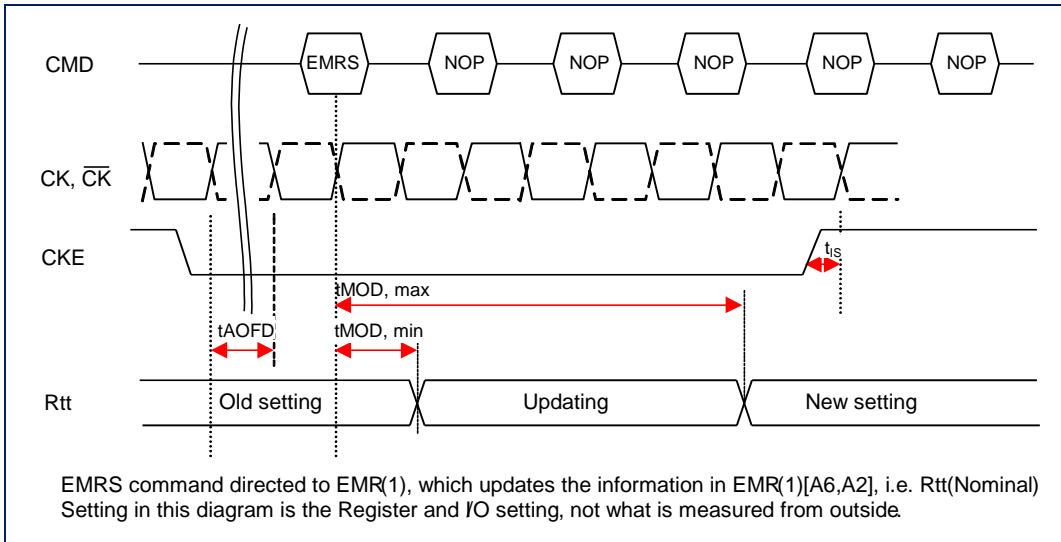 CMD
EMRS
NOP
NOP
NOP
NOP
NOP
CK, C̅K̅
CKE
tIS
tMOD, max
tAOFD
tMOD, min
Rtt
Old setting
Updating
New setting
EMRS command directed to EMR(1), which updates the information in EMR(1)[A6,A2], i.e. Rtt(Nominal)
Setting in this diagram is the Register and I/O setting, not what is measured from outside.